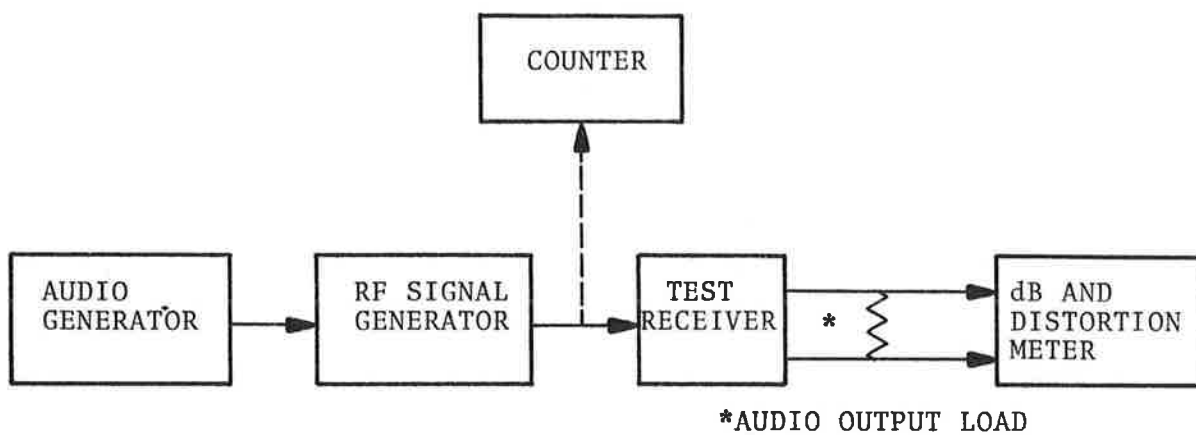 COUNTER
AUDIO
GENERATOR
RF SIGNAL
GENERATOR
TEST
RECEIVER
*
dB AND
DISTORTION
METER
*AUDIO OUTPUT LOAD